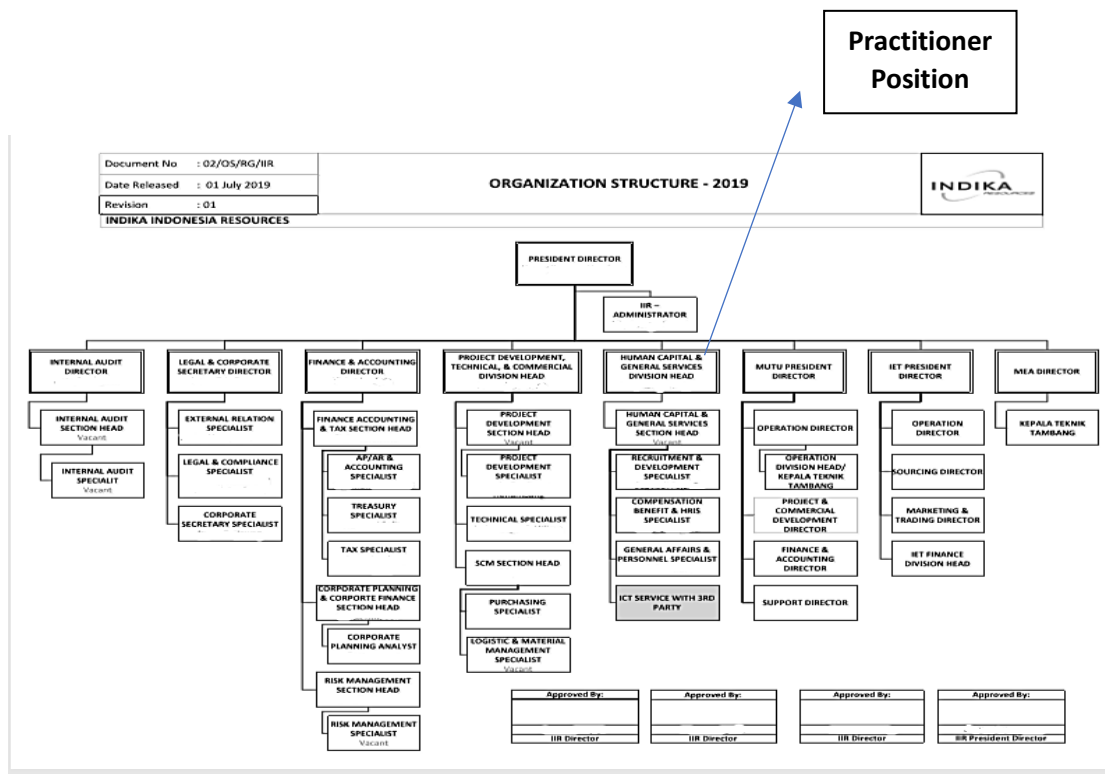 Practitioner
Position
Document No : 02/OS/RG/IIR
Date Released : 01 July 2019
Revision : 01
INDIKA INDONESIA RESOURCES
ORGANIZATION STRUCTURE - 2019
INDIKA
RESOURCES
PRESIDENT DIRECTOR
IIR –
ADMINISTRATOR
INTERNAL AUDIT
DIRECTOR
INTERNAL AUDIT
SECTION HEAD
Vacant
INTERNAL AUDIT
SPECIALIT
Vacant
LEGAL & CORPORATE
SECRETARY DIRECTOR
EXTERNAL RELATION
SPECIALIST
LEGAL & COMPLIANCE
SPECIALIST
CORPORATE
SECRETARY SPECIALIST
FINANCE & ACCOUNTING
DIRECTOR
FINANCE ACCOUNTING
& TAX SECTION HEAD
AP/AR &
ACCOUNTING
SPECIALIST
TREASURY
SPECIALIST
TAX SPECIALIST
CORPORATE PLANNING
& CORPORTE FINANCE
SECTION HEAD
CORPORATE
PLANNING ANALYST
RISK MANAGEMENT
SECTION HEAD
RISK MANAGEMENT
SPECIALIST
Vacant
PROJECT DEVELOPMENT,
TECHNICAL, & COMMERCIAL
DIVISION HEAD
PROJECT
DEVELOPMENT
SECTION HEAD
Vacant
PROJECT
DEVELOPMENT
SPECIALIST
TECHNICAL SPECIALIST
SCM SECTION HEAD
PURCHASING
SPECIALIST
LOGISTIC & MATERIAL
MANAGEMENT
SPECIALIST
Vacant
HUMAN CAPITAL &
GENERAL SERVICES
DIVISION HEAD
HUMAN CAPITAL &
GENERAL SERVICES
SECTION HEAD
Vacant
RECRUITMENT &
DEVELOPMENT
SPECIALIST
COMPENSATION
BENEFIT & HRIS
SPECIALIST
GENERAL AFFAIRS &
PERSONNEL SPECIALIST
ICT SERVICE WITH 3RD
PARTY
MUTU PRESIDENT
DIRECTOR
OPERATION DIRECTOR
OPERATION
DIVISION HEAD/
KEPALA TEKNIK
TAMBANG
PROJECT &
COMMERCIAL
DEVELOPMENT
DIRECTOR
FINANCE &
ACCOUNTING
DIRECTOR
SUPPORT DIRECTOR
IET PRESIDENT
DIRECTOR
OPERATION
DIRECTOR
SOURCING DIRECTOR
MARKETING &
TRADING DIRECTOR
IET FINANCE
DIVISION HEAD
MEA DIRECTOR
KEPALA TEKNIK
TAMBANG
Approved By:
IIR Director
Approved By:
IIR Director
Approved By:
IIR Director
Approved By:
IIR President Director